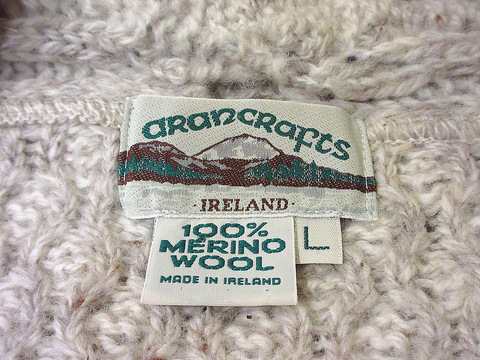 aRanCRafts
·IRELAND·
100%
MERINO
WOOL
MADE IN IRELAND
L